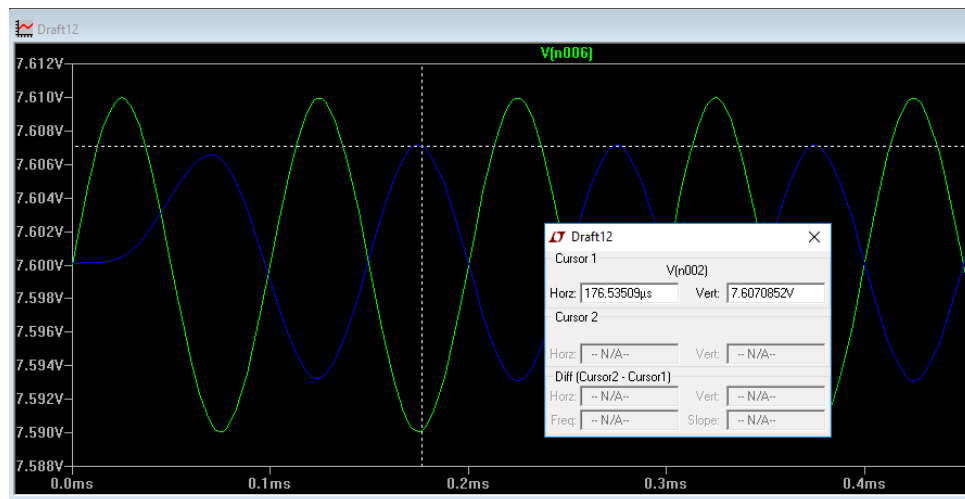 Draft12
V(n006)
7.612V
7.610V
7.608V
7.606V
7.604V
7.602V
7.600V
7.598V
7.596V
7.594V
7.592V
7.590V
7.588V
0.0ms 0.1ms 0.2ms 0.3ms 0.4ms
Draft12
Cursor 1
V(n002)
Horz: 176.53509µs Vert: 7.6070852V
Cursor 2
Horz: -- N/A-- Vert: -- N/A--
Diff (Cursor2 - Cursor1)
Horz: -- N/A-- Vert: -- N/A--
Freq: -- N/A-- Slope: -- N/A--